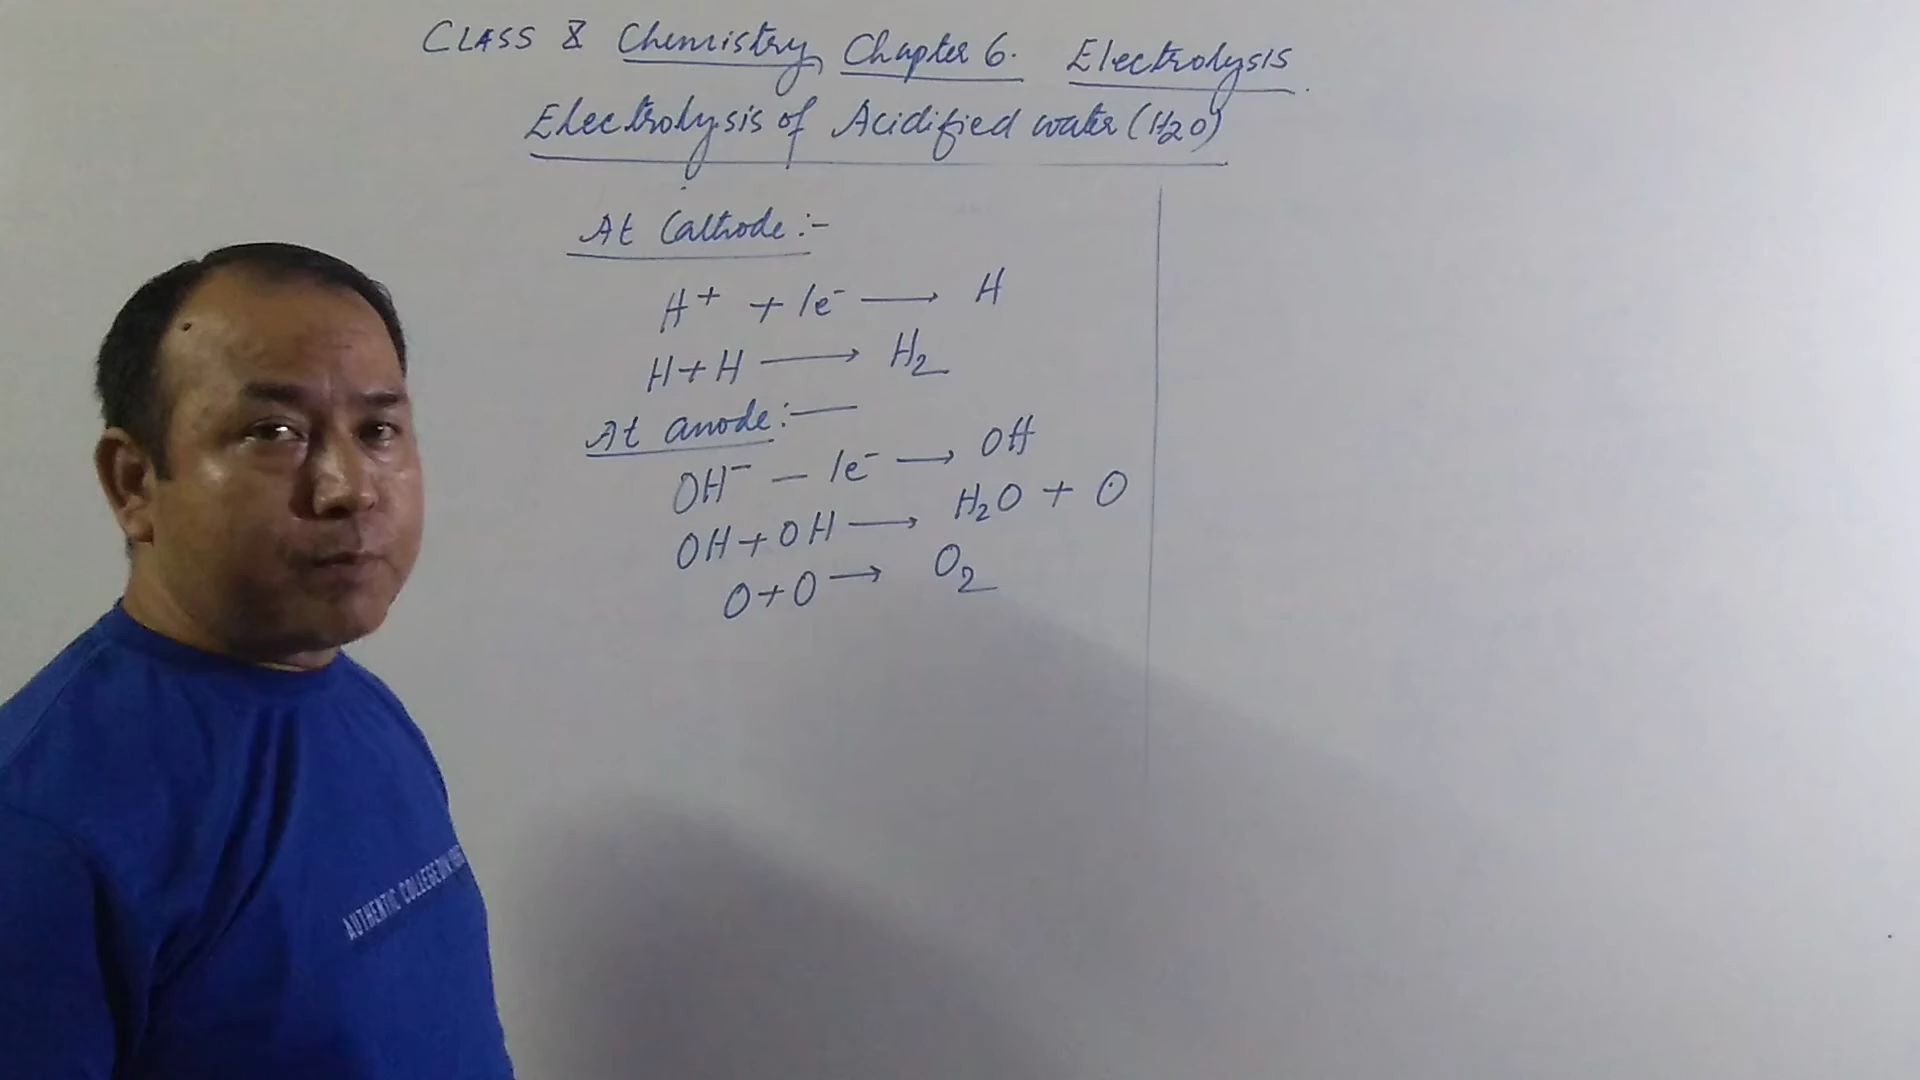 CLASS X Chemistry Chapter 6. Electrolysis.
Electrolysis of Acidified water (H2O)
At Cathode :-
H⁺ + 1e⁻ → H
H + H → H₂
At anode :—
OH⁻ — 1e⁻ → OH
OH + OH → H₂O + O
O + O → O₂
AUTHENTIC